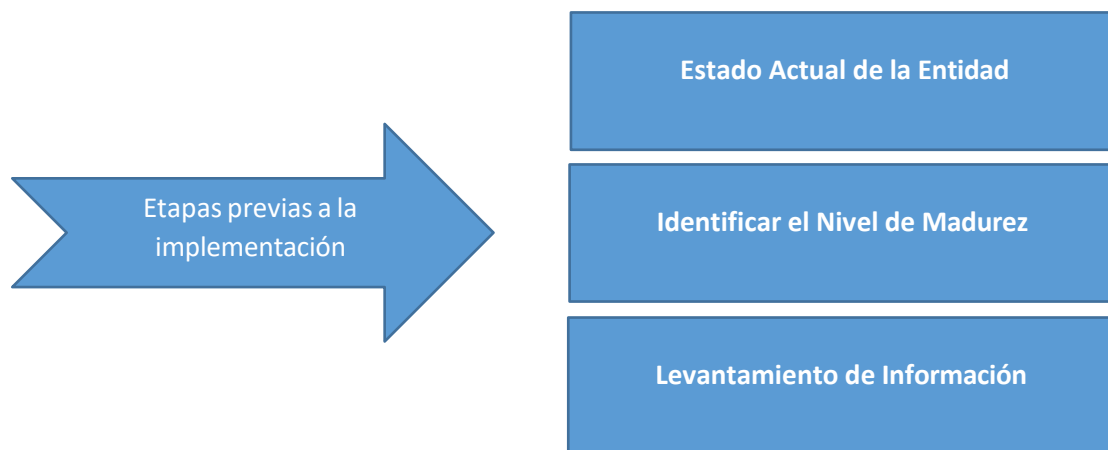 Estado Actual de la Entidad
Etapas previas a la
implementación
Identificar el Nivel de Madurez
Levantamiento de Información